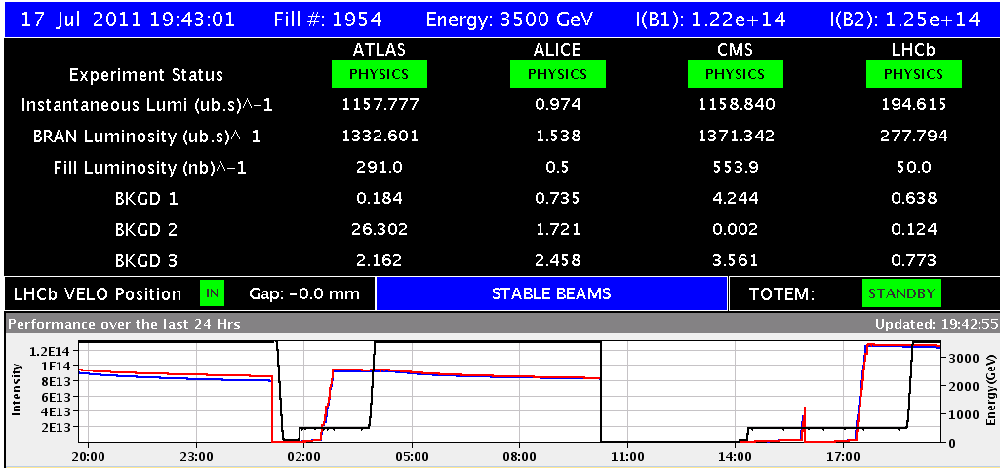 17-Jul-2011 19:43:01 Fill #: 1954 Energy: 3500 GeV I(B1): 1.22e+14 I(B2): 1.25e+14
ATLAS ALICE CMS LHCb
Experiment Status PHYSICS PHYSICS PHYSICS PHYSICS
Instantaneous Lumi (ub.s)^-1 1157.777 0.974 1158.840 194.615
BRAN Luminosity (ub.s)^-1 1332.601 1.538 1371.342 277.794
Fill Luminosity (nb)^-1 291.0 0.5 553.9 50.0
BKGD 1 0.184 0.735 4.244 0.638
BKGD 2 26.302 1.721 0.002 0.124
BKGD 3 2.162 2.458 3.561 0.773
LHCb VELO Position IN Gap: -0.0 mm STABLE BEAMS TOTEM: STANDBY
Performance over the last 24 Hrs Updated: 19:42:55
Intensity
1.2E14
1E14
8E13
6E13
4E13
2E13
3000
2000
1000
0
Energy (GeV)
20:00 23:00 02:00 05:00 08:00 11:00 14:00 17:00